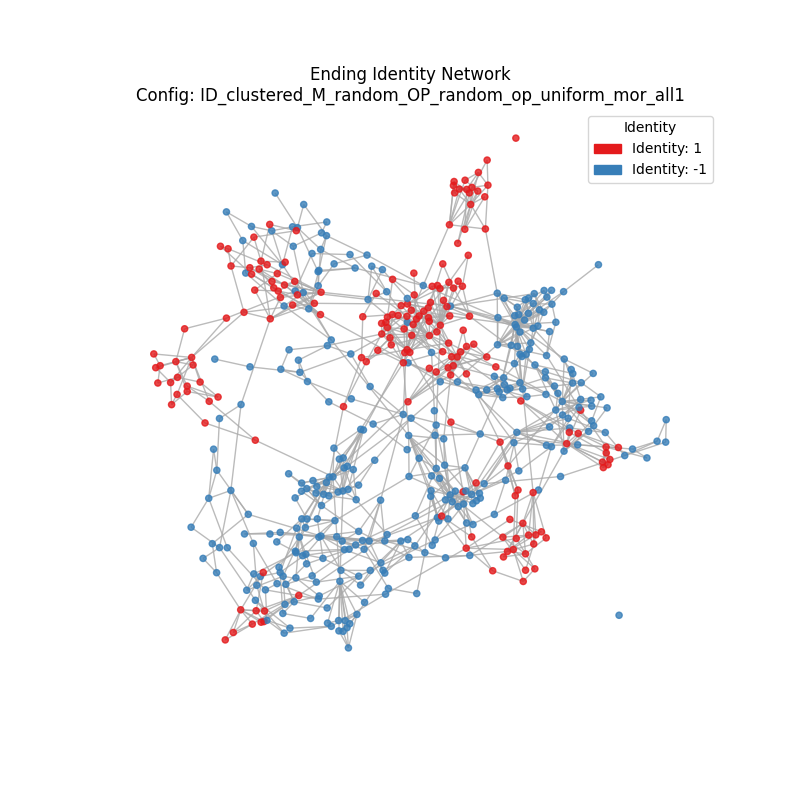 Ending Identity Network
Config: ID_clustered_M_random_OP_random_op_uniform_mor_all1
Identity
Identity: 1
Identity: -1